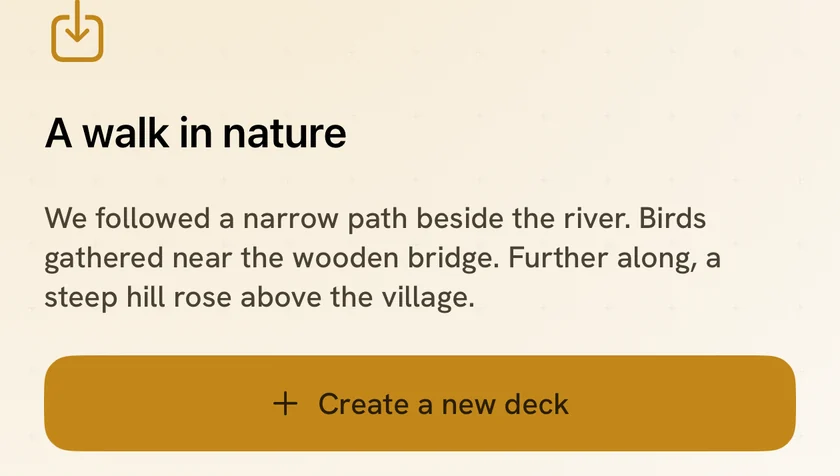 A walk in nature
We followed a narrow path beside the river. Birds
gathered near the wooden bridge. Further along, a
steep hill rose above the village.
Create a new deck